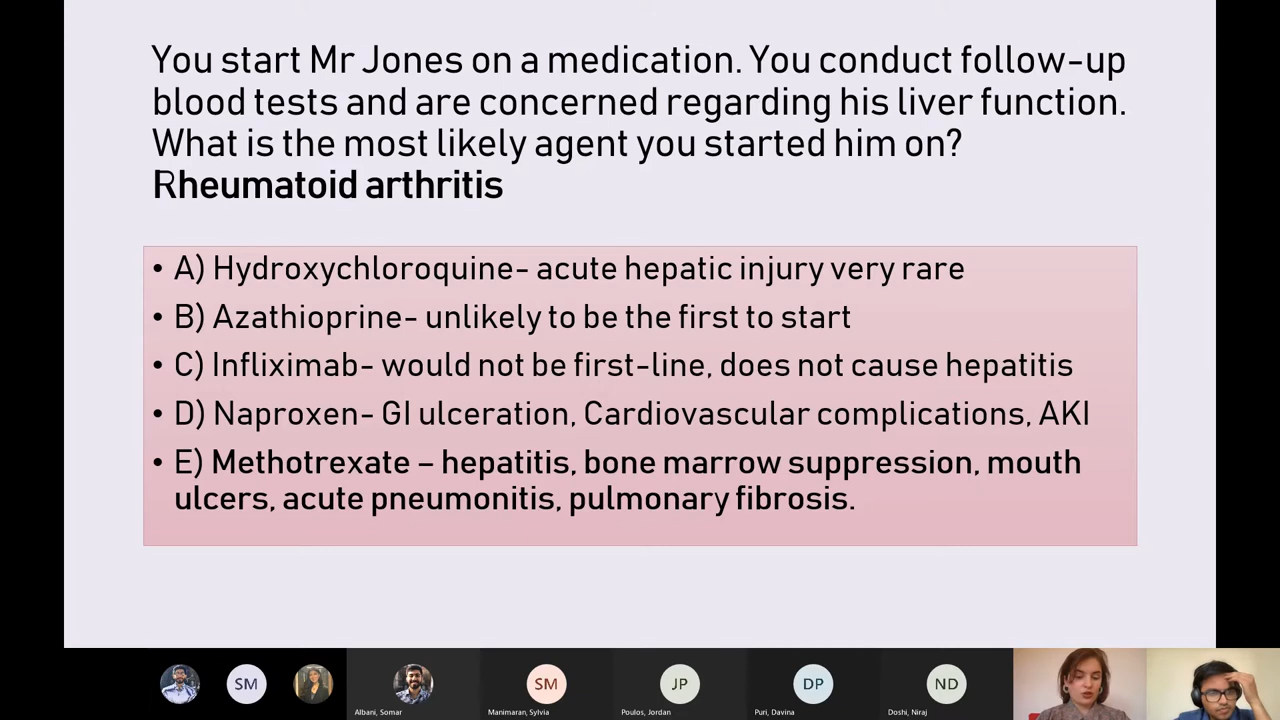 You start Mr Jones on a medication. You conduct follow-up
blood tests and are concerned regarding his liver function.
What is the most likely agent you started him on?
Rheumatoid arthritis
• A) Hydroxychloroquine- acute hepatic injury very rare
• B) Azathioprine- unlikely to be the first to start
• C) Infliximab- would not be first-line, does not cause hepatitis
• D) Naproxen- GI ulceration, Cardiovascular complications, AKI
• E) Methotrexate – hepatitis, bone marrow suppression, mouth
ulcers, acute pneumonitis, pulmonary fibrosis.
SM
SM
JP
DP
ND
Albani, Somar
Manimaran, Sylvia
Poulos, Jordan
Puri, Davina
Doshi, Niraj